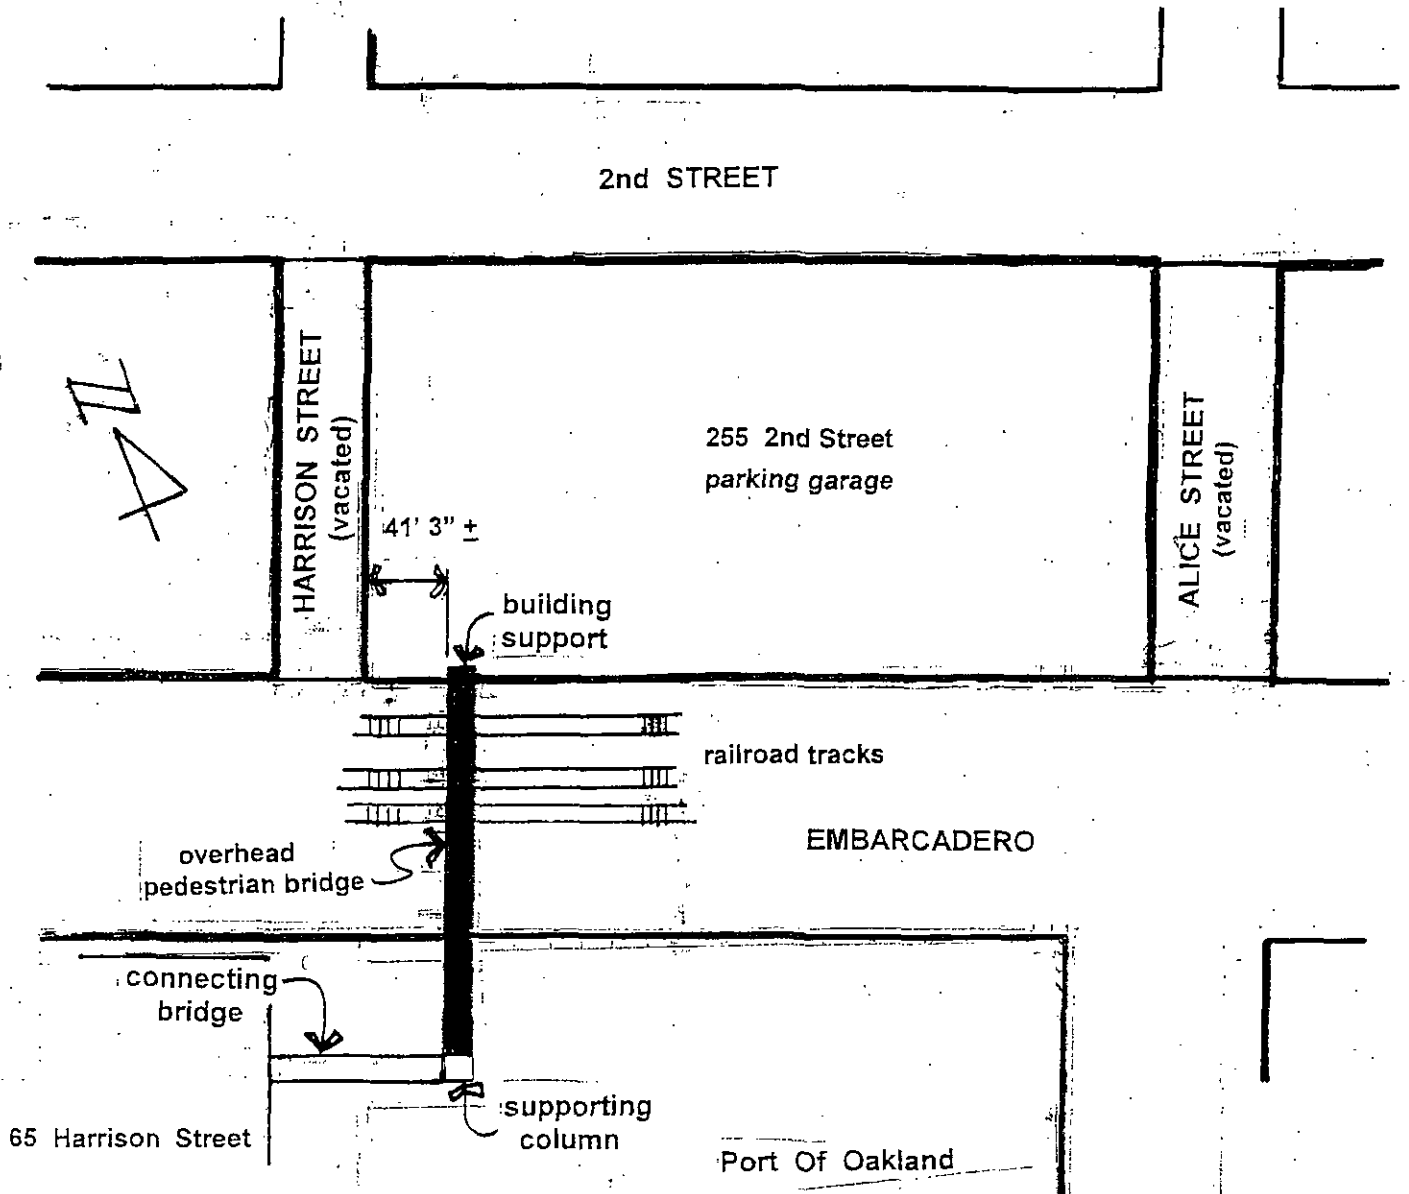 2nd STREET
N
HARRISON STREET
(vacated)
255 2nd Street
parking garage
ALICE STREET
(vacated)
41' 3" ±
building
support
railroad tracks
EMBARCADERO
overhead
pedestrian bridge
connecting
bridge
supporting
column
65 Harrison Street
Port Of Oakland